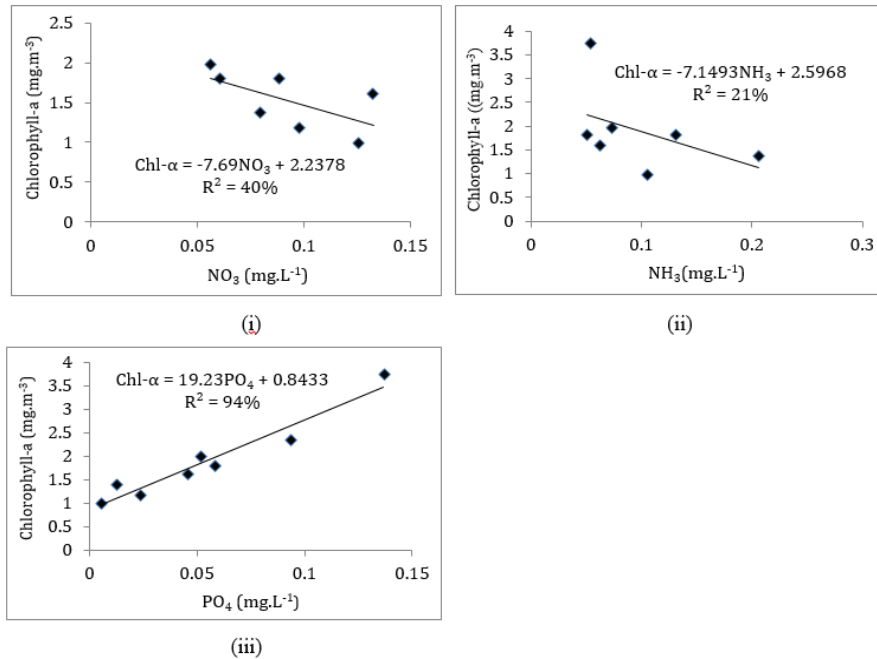 2.5
2
1.5
1
0.5
0
0
0.05
0.1
0.15
Chlorophyll-a (mg.m⁻³)
Chl-α = -7.69NO₃ + 2.2378
R² = 40%
NO₃ (mg.L⁻¹)
(i)
4
3.5
3
2.5
2
1.5
1
0.5
0
0
0.1
0.2
0.3
Chlorophyll-a ((mg.m⁻³)
Chl-α = -7.1493NH₃ + 2.5968
R² = 21%
NH₃(mg.L⁻¹)
(ii)
4
3.5
3
2.5
2
1.5
1
0.5
0
0
0.05
0.1
0.15
Chlorophyll-a (mg.m⁻³)
Chl-α = 19.23PO₄ + 0.8433
R² = 94%
PO₄ (mg.L⁻¹)
(iii)